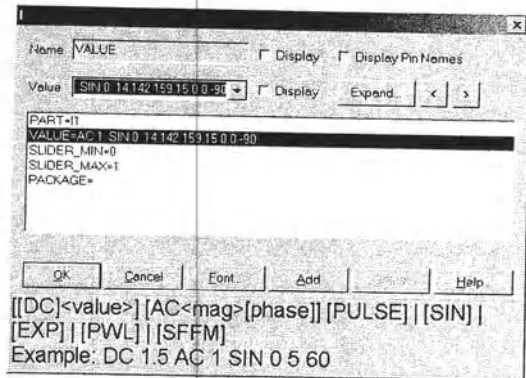 I
Name VALUE Display Display Pin Names
Value SIN 0 14.142 159.15 0 0 -90 Display Expand... < >
PART=I1
VALUE=AC 1 SIN 0 14.142 159.15 0 0 -90
SLIDER_MIN=0
SLIDER_MAX=1
PACKAGE=
OK Cancel Font... Add Help...
[[DC]<value>] [AC<mag>[phase]] [PULSE] | [SIN] |
[EXP] | [PWL] | [SFFM]
Example: DC 1.5 AC 1 SIN 0 5 60